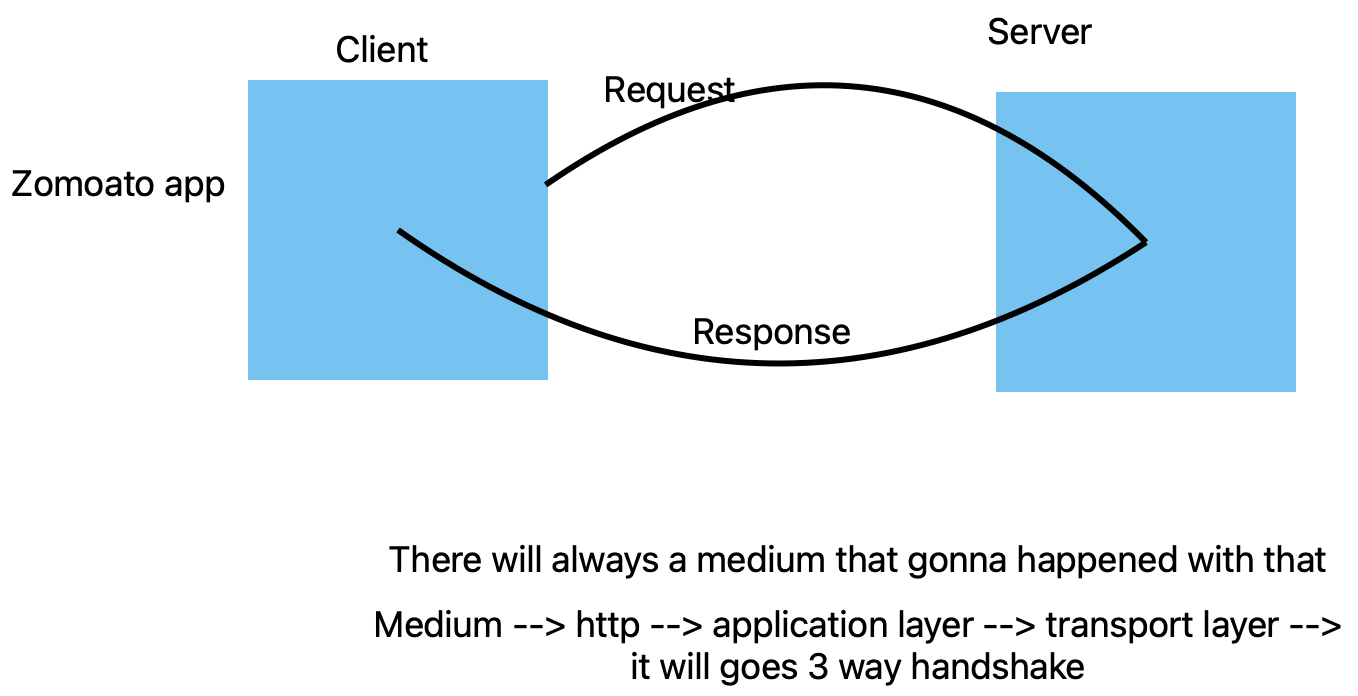 Client
Server
Request
Zomoato app
Response
There will always a medium that gonna happened with that
Medium --> http --> application layer --> transport layer -->
it will goes 3 way handshake